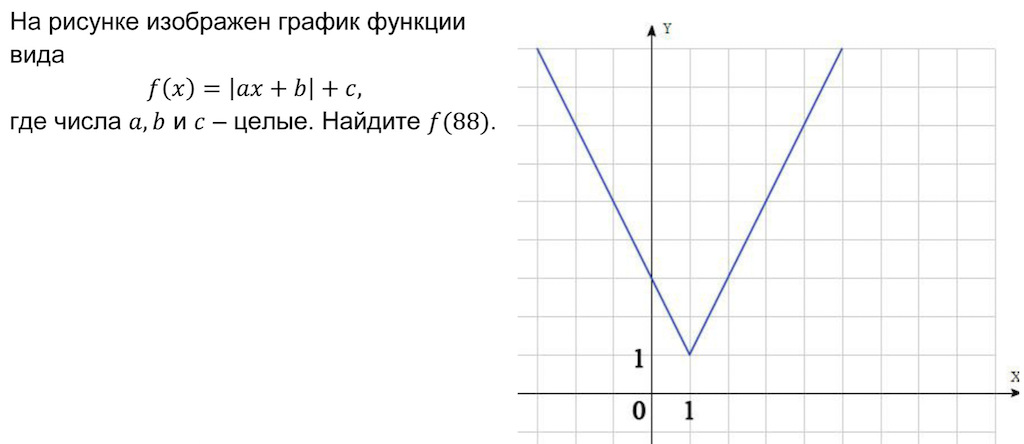 На рисунке изображен график функции
вида
f(x) = |ax + b| + c,
где числа a, b и c − целые. Найдите f(88).
Y
1
X
0 1